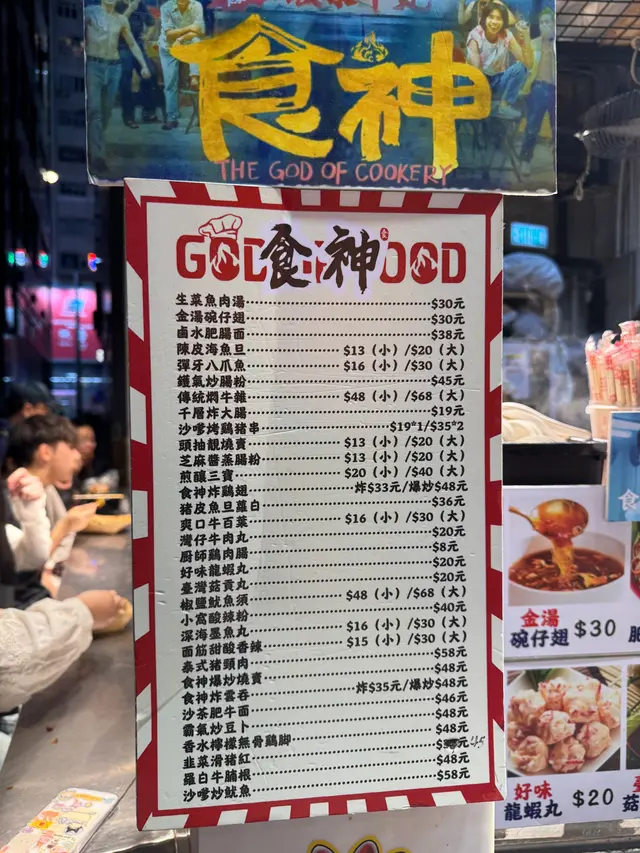 食神
THE GOD OF COOKERY
GOD 食神 OOD
生菜魚肉湯 $30元
金湯碗仔翅 $30元
鹵水肥腸面 $38元
陳皮海魚旦 $13（小）/$20（大）
彈牙八爪魚 $16（小）/$30（大）
鑊氣炒腸粉 $45元
傳統燜牛雜 $48（小）/$68（大）
千層炸大腸 $19元
沙嗲烤鷄豬串 $19*1/$35*2
頭抽靚燒賣 $13（小）/$20（大）
芝麻醬蒸腸粉 $13（小）/$20（大）
煎釀三寶 $20（小）/$40（大）
食神炸鷄翅 炸$33元/爆炒$48元
豬皮魚旦蘿白 $36元
爽口牛百葉 $16（小）/$30（大）
灣仔牛肉丸 $20元
厨師鷄肉腸 $8元
好味龍蝦丸 $20元
臺灣菇貢丸 $20元
椒鹽魷魚須 $48（小）/$68（大）
小窩酸辣粉 $40元
深海墨魚丸 $16（小）/$30（大）
面筋甜酸香辣 $15（小）/$30（大）
泰式豬頸肉 $58元
食神爆炒燒賣 $48元
食神炸雲吞 炸$35元/爆炒$48元
沙茶肥牛面 $46元
霸氣炒豆卜 $48元
香水檸檬無骨鷄脚 $48元
韭菜滑豬紅 45
羅白牛腩根 $48元
沙嗲炒魷魚 $58元
金湯
碗仔翅 $30
好味
龍蝦丸 $20